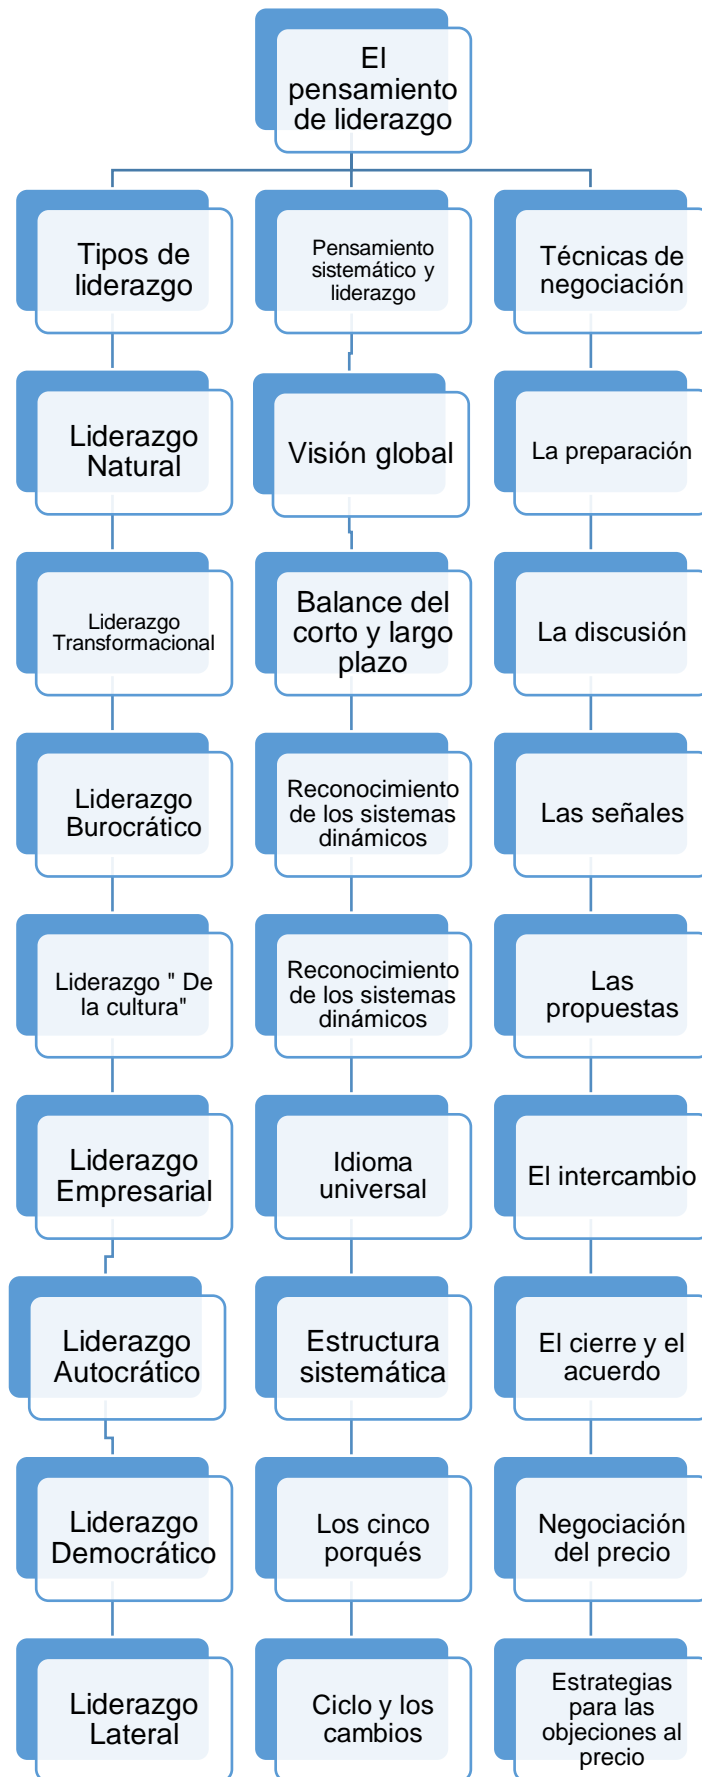 El
pensamiento
de liderazgo
Tipos de
liderazgo
Pensamiento
sistemático y
liderazgo
Técnicas de
negociación
Liderazgo
Natural
Visión global
La preparación
Liderazgo
Transformacional
Balance del
corto y largo
plazo
La discusión
Liderazgo
Burocrático
Reconocimiento
de los sistemas
dinámicos
Las señales
Liderazgo " De
la cultura"
Reconocimiento
de los sistemas
dinámicos
Las
propuestas
Liderazgo
Empresarial
Idioma
universal
El intercambio
Liderazgo
Autocrático
Estructura
sistemática
El cierre y el
acuerdo
Liderazgo
Democrático
Los cinco
porqués
Negociación
del precio
Liderazgo
Lateral
Ciclo y los
cambios
Estrategias
para las
objeciones al
precio